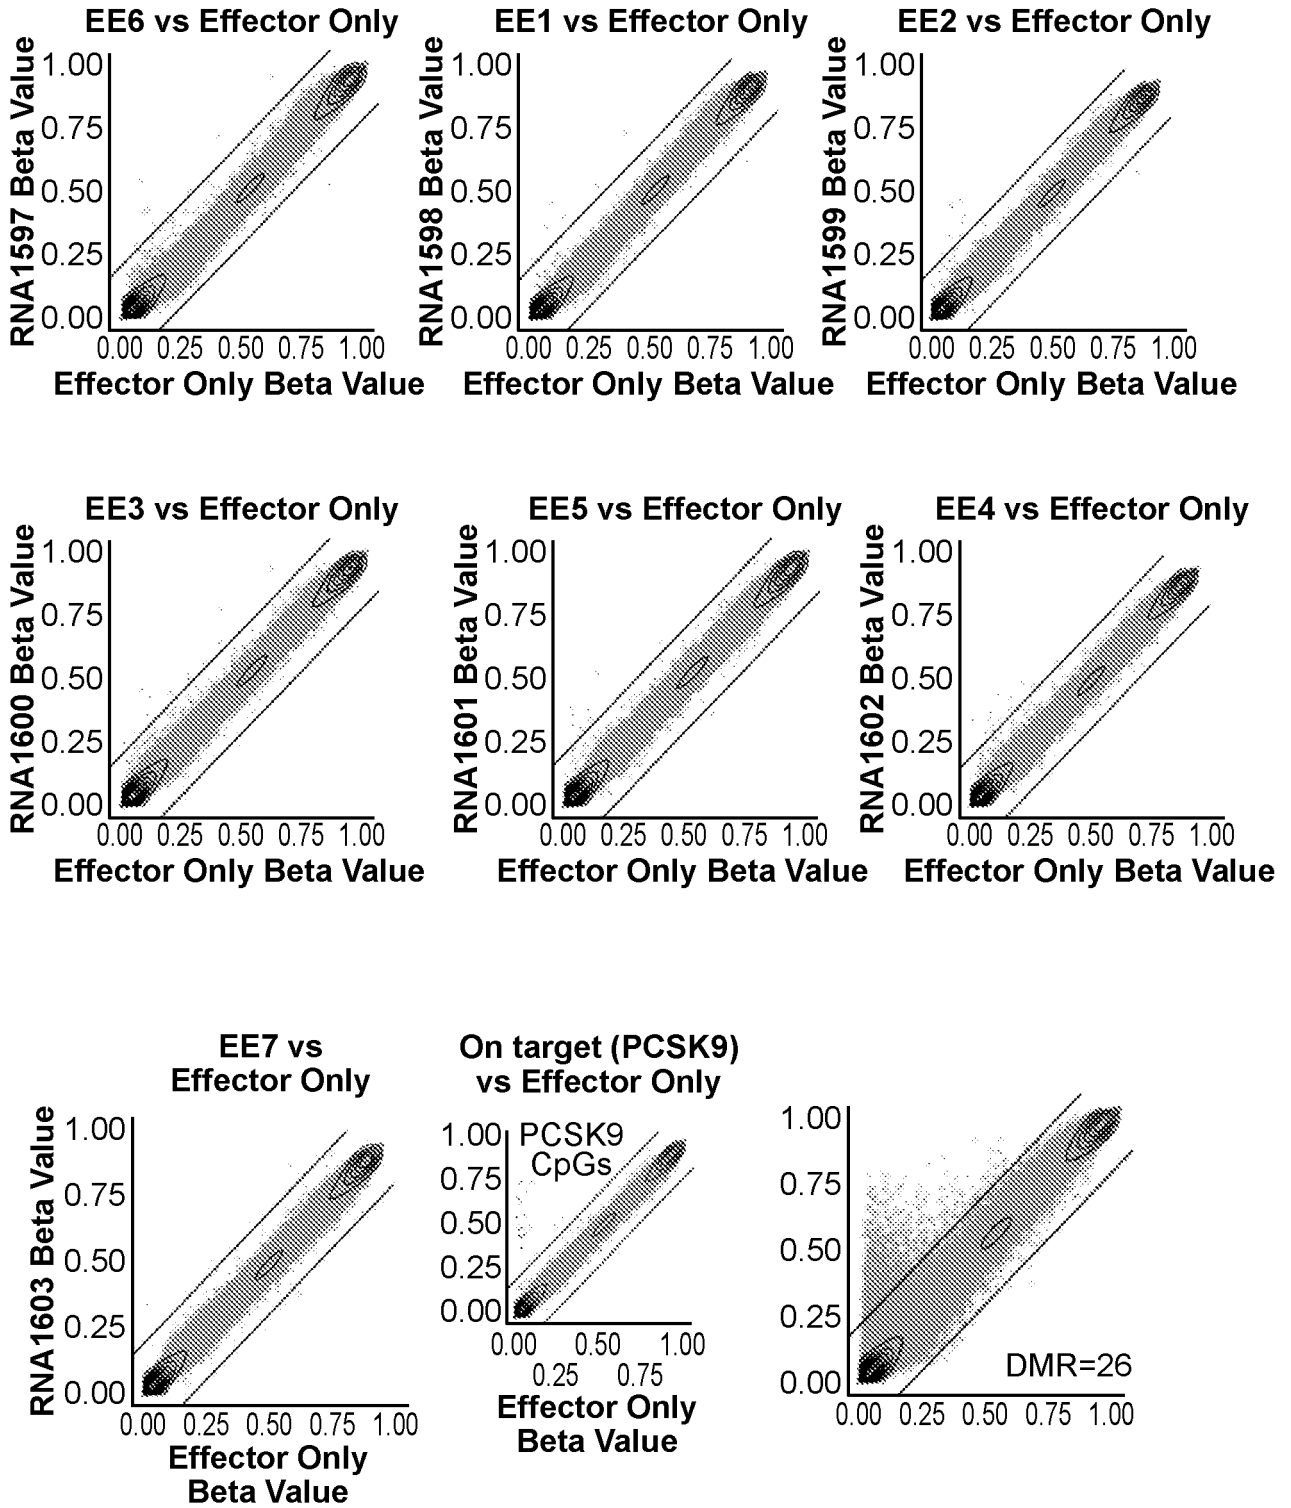 EE6 vs Effector Only
RNA1597 Beta Value
1.00
0.75
0.50
0.25
0.00
0.00 0.25 0.50 0.75 1.00
Effector Only Beta Value
EE1 vs Effector Only
RNA1598 Beta Value
1.00
0.75
0.50
0.25
0.00
0.00 0.25 0.50 0.75 1.00
Effector Only Beta Value
EE2 vs Effector Only
RNA1599 Beta Value
1.00
0.75
0.50
0.25
0.00
0.00 0.25 0.50 0.75 1.00
Effector Only Beta Value
EE3 vs Effector Only
RNA1600 Beta Value
1.00
0.75
0.50
0.25
0.00
0.00 0.25 0.50 0.75 1.00
Effector Only Beta Value
EE5 vs Effector Only
RNA1601 Beta Value
1.00
0.75
0.50
0.25
0.00
0.00 0.25 0.50 0.75 1.00
Effector Only Beta Value
EE4 vs Effector Only
RNA1602 Beta Value
1.00
0.75
0.50
0.25
0.00
0.00 0.25 0.50 0.75 1.00
Effector Only Beta Value
EE7 vs
Effector Only
RNA1603 Beta Value
1.00
0.75
0.50
0.25
0.00
0.00 0.25 0.50 0.75 1.00
Effector Only
Beta Value
On target (PCSK9)
vs Effector Only
1.00
0.75
0.50
0.25
0.00
PCSK9
CpGs
0.00 0.50 1.00
0.25 0.75
Effector Only
Beta Value
1.00
0.75
0.50
0.25
0.00
DMR=26
0.00 0.25 0.50 0.75 1.00